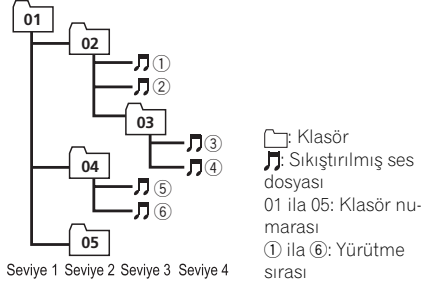 01
02
①
②
03
③
④
04
⑤
⑥
05
Seviye 1 Seviye 2 Seviye 3 Seviye 4
: Klasör
: Sıkıştırılmış ses
dosyası
01 ila 05: Klasör nu-
marası
① ila ⑥: Yürütme
sırası